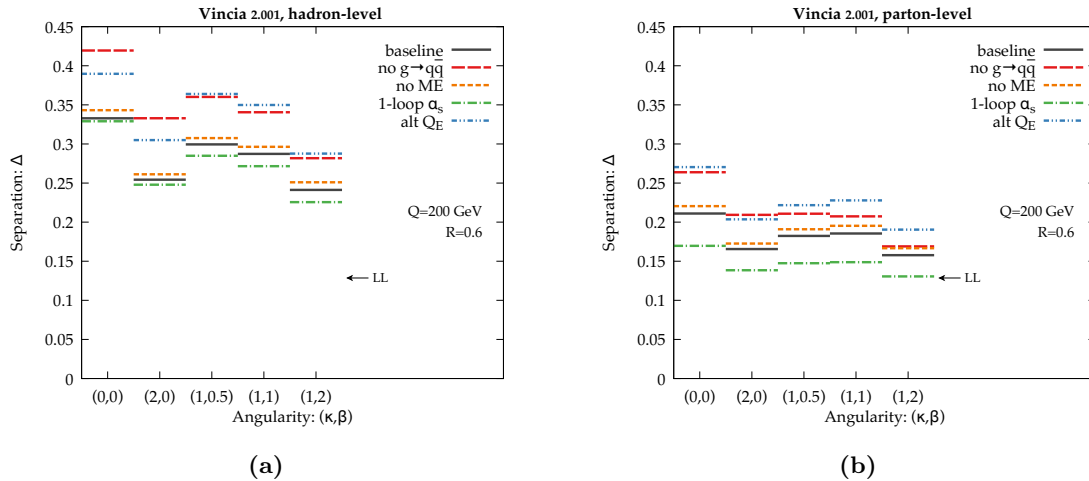 Vincia 2.001, hadron-level
0.45
0.4
0.35
0.3
0.25
0.2
0.15
0.1
0.05
0
Separation: Δ
baseline
no g→qq̅
no ME
1-loop αs
alt QE
Q=200 GeV
R=0.6
LL
(0,0) (2,0) (1,0.5) (1,1) (1,2)
Angularity: (κ,β)
(a)
Vincia 2.001, parton-level
0.45
0.4
0.35
0.3
0.25
0.2
0.15
0.1
0.05
0
Separation: Δ
baseline
no g→qq̅
no ME
1-loop αs
alt QE
Q=200 GeV
R=0.6
LL
(0,0) (2,0) (1,0.5) (1,1) (1,2)
Angularity: (κ,β)
(b)